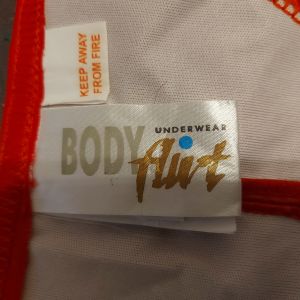 KEEP AWAY
FROM FIRE
UNDERWEAR
BODY
flirt